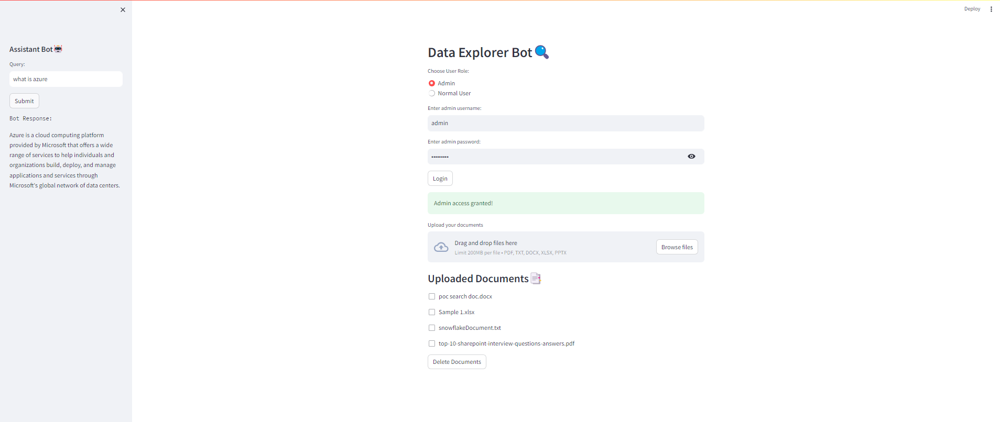 Deploy
Assistant Bot
Query:
what is azure
Submit
Bot Response:
Azure is a cloud computing platform
provided by Microsoft that offers a wide
range of services to help individuals and
organizations build, deploy, and manage
applications and services through
Microsoft's global network of data centers.
Data Explorer Bot
Choose User Role:
Admin
Normal User
Enter admin username:
admin
Enter admin password:
•••••••••
Login
Admin access granted!
Upload your documents
Drag and drop files here
Limit 200MB per file • PDF, TXT, DOCX, XLSX, PPTX
Browse files
Uploaded Documents
poc search doc.docx
Sample 1.xlsx
snowflakeDocument.txt
top-10-sharepoint-interview-questions-answers.pdf
Delete Documents